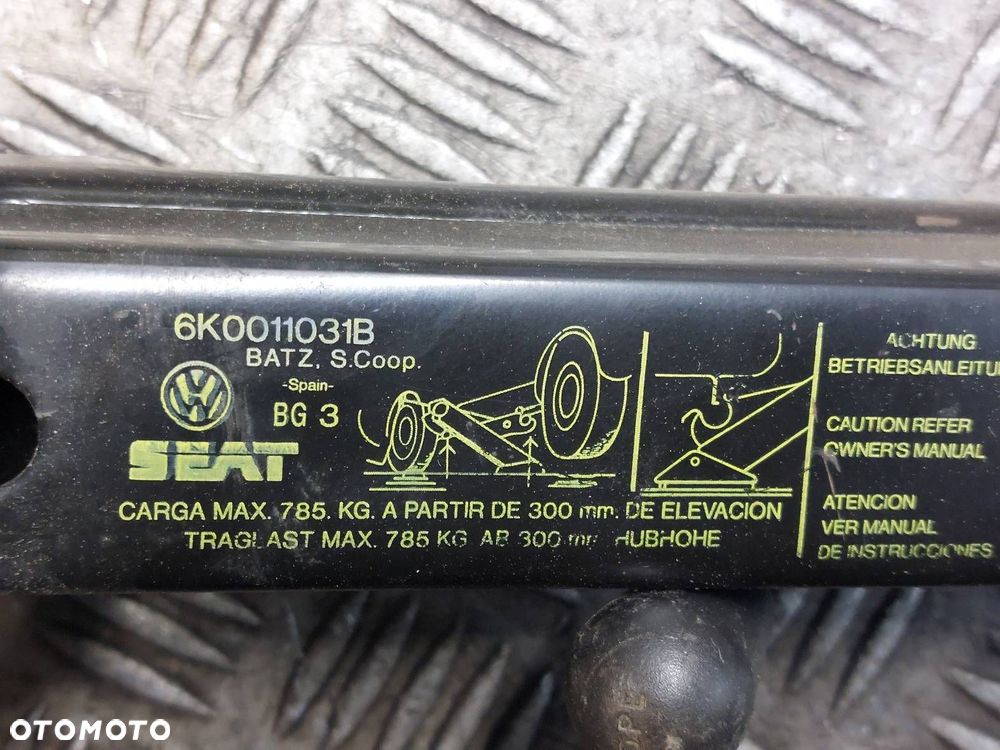 6K0011031B
BATZ, S.Coop.
-Spain-
BG 3
SEAT
CARGA MAX. 785. KG. A PARTIR DE 300 mm. DE ELEVACION
TRAGLAST MAX. 785 KG AB 300 mm HUBHOHE
ACHTUNG
BETRIEBSANLEITU
CAUTION REFER
OWNER'S MANUAL
ATENCION
VER MANUAL
DE INSTRUCCIONES
OTOMOTO